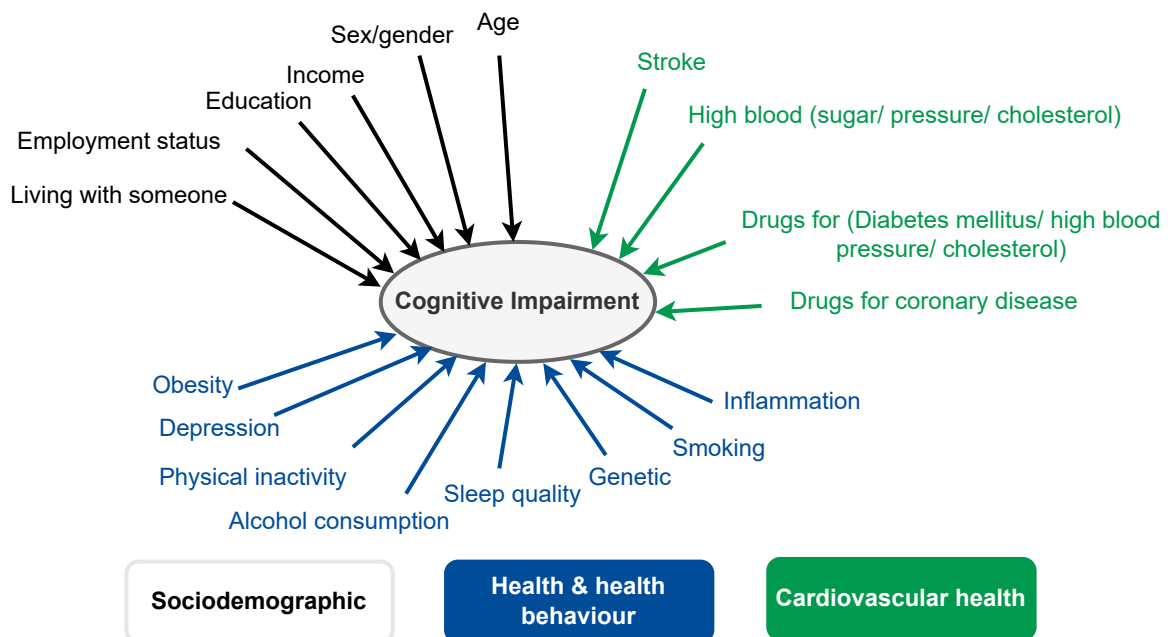 Age
Sex/gender
Income
Education
Employment status
Living with someone
Stroke
High blood (sugar/ pressure/ cholesterol)
Drugs for (Diabetes mellitus/ high blood
pressure/ cholesterol)
Drugs for coronary disease
Cognitive Impairment
Obesity
Depression
Physical inactivity
Alcohol consumption
Sleep quality
Genetic
Smoking
Inflammation
Sociodemographic
Health & health
behaviour
Cardiovascular health